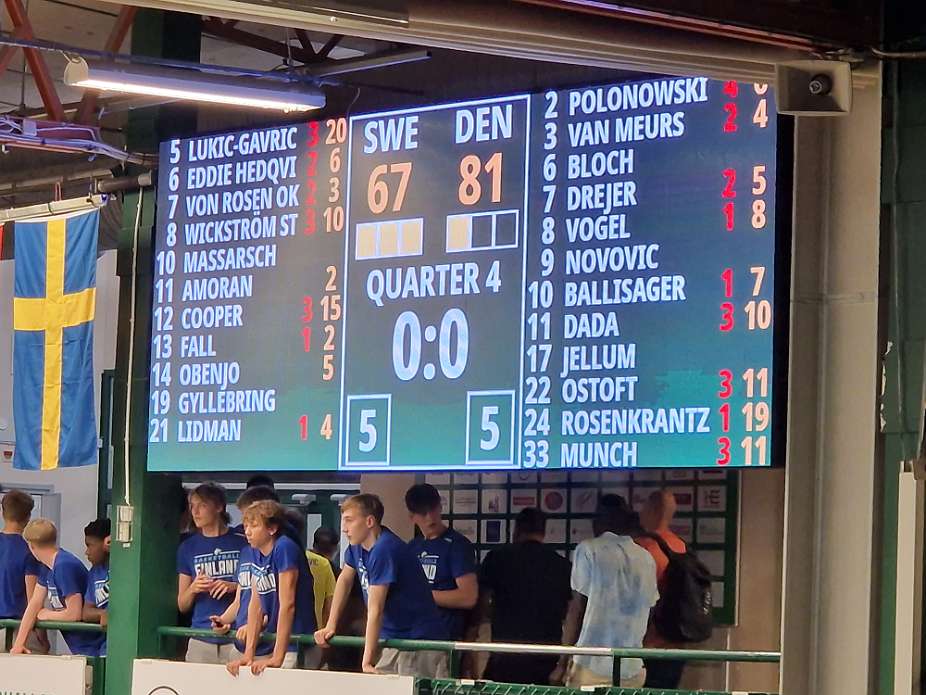 5 LUKIC-GAVRIC 3 20
6 EDDIE HEDQVI 2 6
7 VON ROSEN OK 2 3
8 WICKSTRÖM ST 3 10
10 MASSARSCH
11 AMORAN 2
12 COOPER 3 15
13 FALL 1 2
14 OBENJO 5
19 GYLLEBRING
21 LIDMAN 1 4
SWE DEN
67 81
QUARTER 4
0:0
5 5
2 POLONOWSKI
3 VAN MEURS 2 4
6 BLOCH
7 DREJER 2 5
8 VOGEL 1 8
9 NOVOVIC
10 BALLISAGER 1 7
11 DADA 3 10
17 JELLUM
22 OSTOFT 3 11
24 ROSENKRANTZ 1 19
33 MUNCH 3 11
BASKETBALL
FINLAND